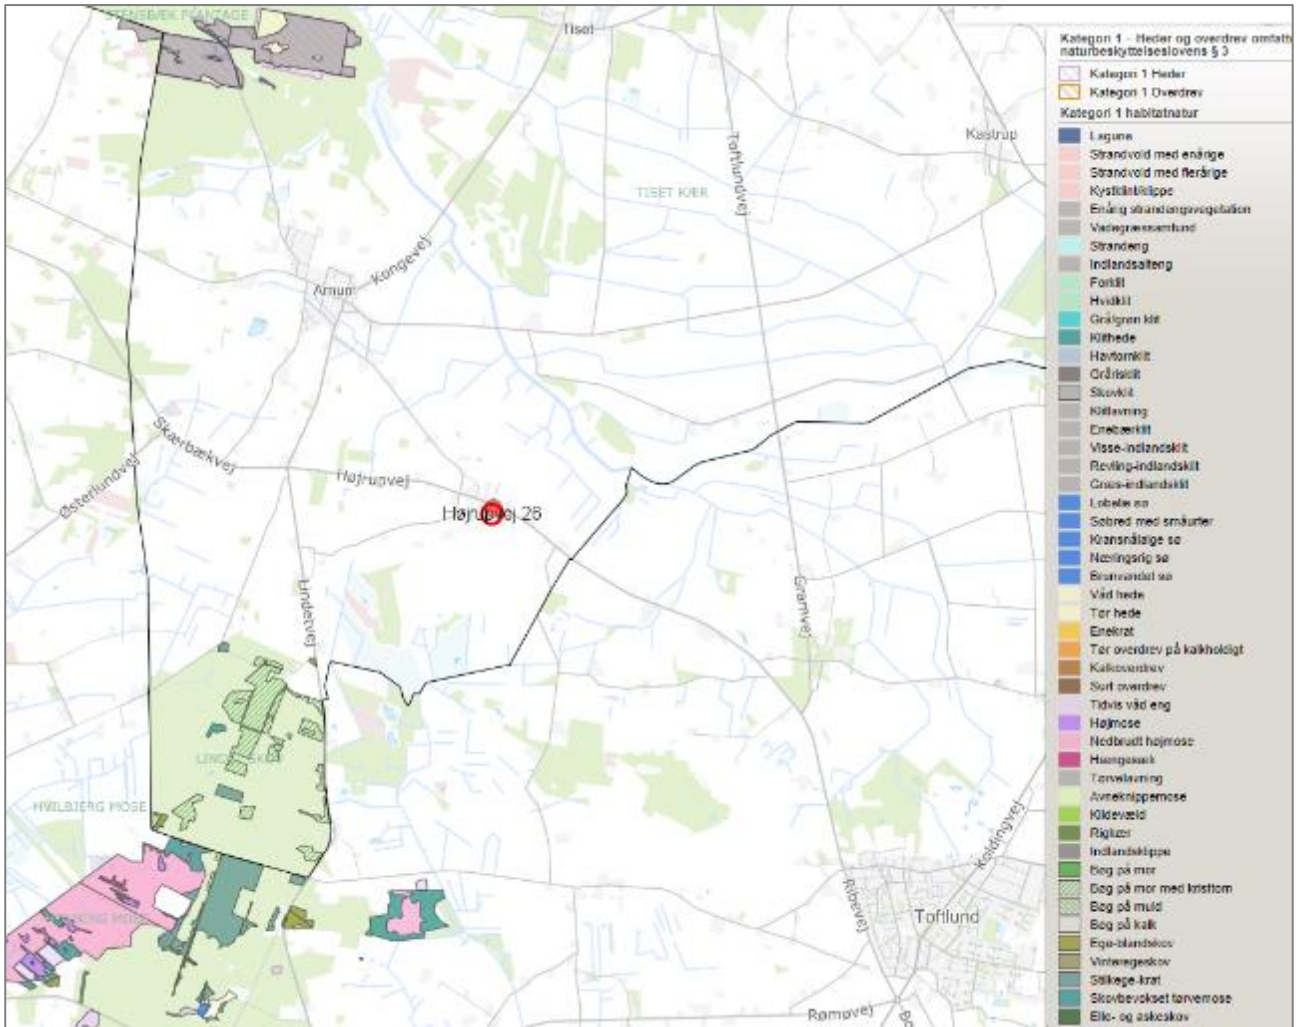 STENSBÆK PLANTAGE
Tiset
Kastrup
Toftlundvej
TISET KÆR
Kongevej
Arnum
Skærbækvej
Østerlundvej
Højrupvej
Højrupvej 26
Lindetvej
Gramvej
HVILBJERG MOSE
Koldingvej
Ribevej
Toftlund
Rømøvej
Kategori 1 - Heder og overdrev omfatt
naturbeskyttelseslovens § 3
Kategori 1 Heder
Kategori 1 Overdrev
Kategori 1 habitatnatur
Lagune
Strandvold med enårige
Strandvold med flerårige
Kystklint/klippe
Enårig strandengsvegetation
Vadegræssamfund
Strandeng
Indlandsalteng
Forklit
Hvidklit
Grå/grøn klit
Klithede
Havtornklit
Grårisklit
Skovklit
Klitlavning
Enebærklit
Visse-indlandsklit
Revling-indlandsklit
Græs-indlandsklit
Lobelie sø
Søbred med småurter
Kransnålalge sø
Næringsrig sø
Brunvandet sø
Våd hede
Tør hede
Enekrat
Tør overdrev på kalkholdigt
Kalkoverdrev
Surt overdrev
Tidvis våd eng
Højmose
Nedbrudt højmose
Hængesæk
Tørvelavning
Avneknippemose
Kildevæld
Rigkær
Indlandsklippe
Bøg på mor
Bøg på mor med kristtorn
Bøg på muld
Bøg på kalk
Ege-blandskov
Vinteregeskov
Stilkege-krat
Skovbevokset tørvemose
Elle- og askeskov